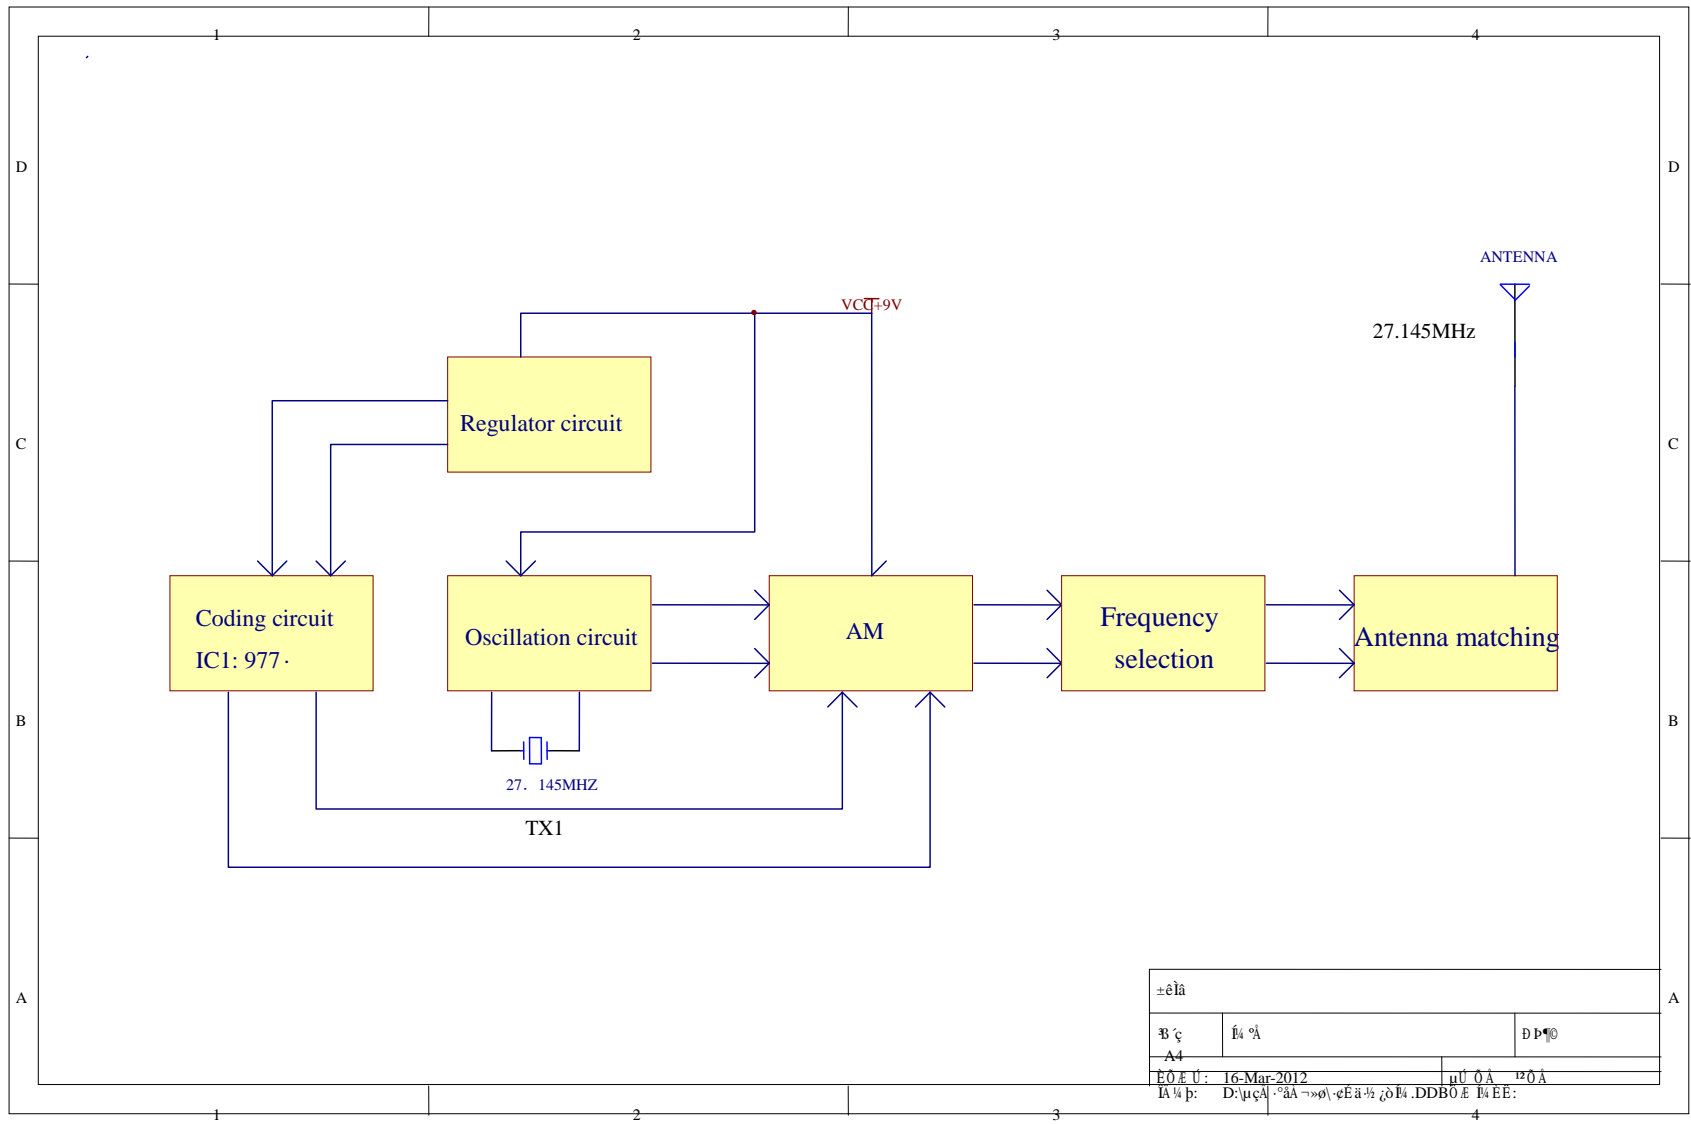 1 2 3 4
D D
ANTENNA
VCC+9V
27.145MHz
Regulator circuit
C C
Coding circuit
IC1: 977·
Oscillation circuit
AM
Frequency
selection
Antenna matching
B B
27. 145MHZ
TX1
A A
±êÌâ
A4
16-Mar-2012
1 2 3 4